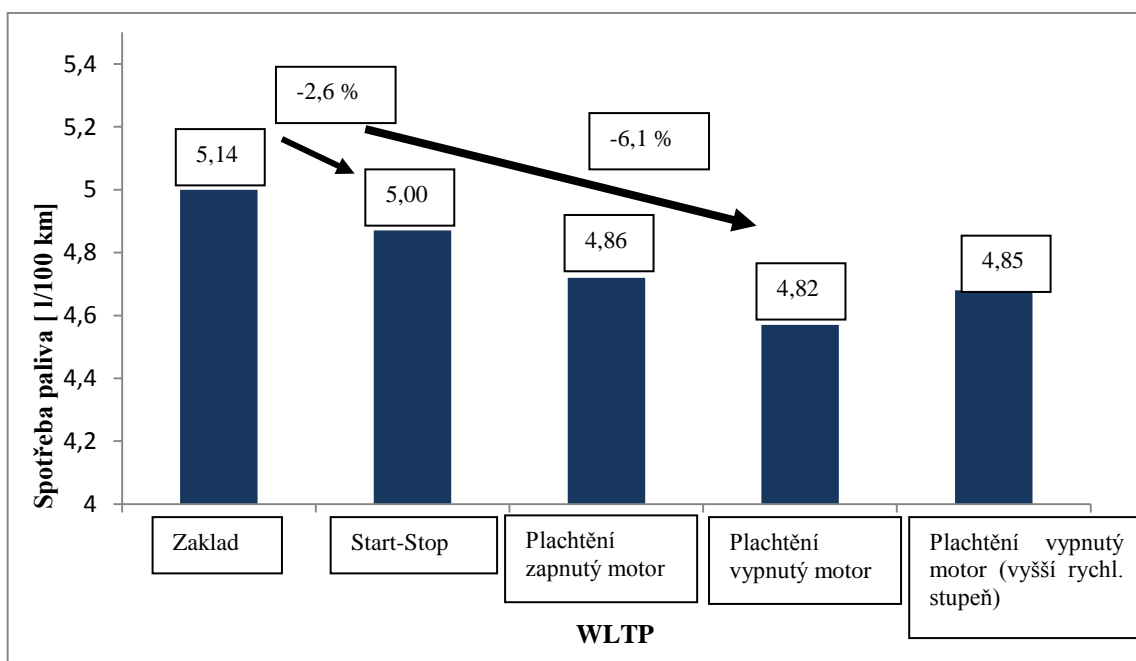 Spotřeba paliva [ l/100 km]
5,4
5,2
5
4,8
4,6
4,4
4,2
4
-2,6 %
-6,1 %
5,14
5,00
4,86
4,82
4,85
Zaklad
Start-Stop
Plachtění
zapnutý motor
Plachtění
vypnutý motor
Plachtění vypnutý
motor (vyšší rychl.
stupeň)
WLTP